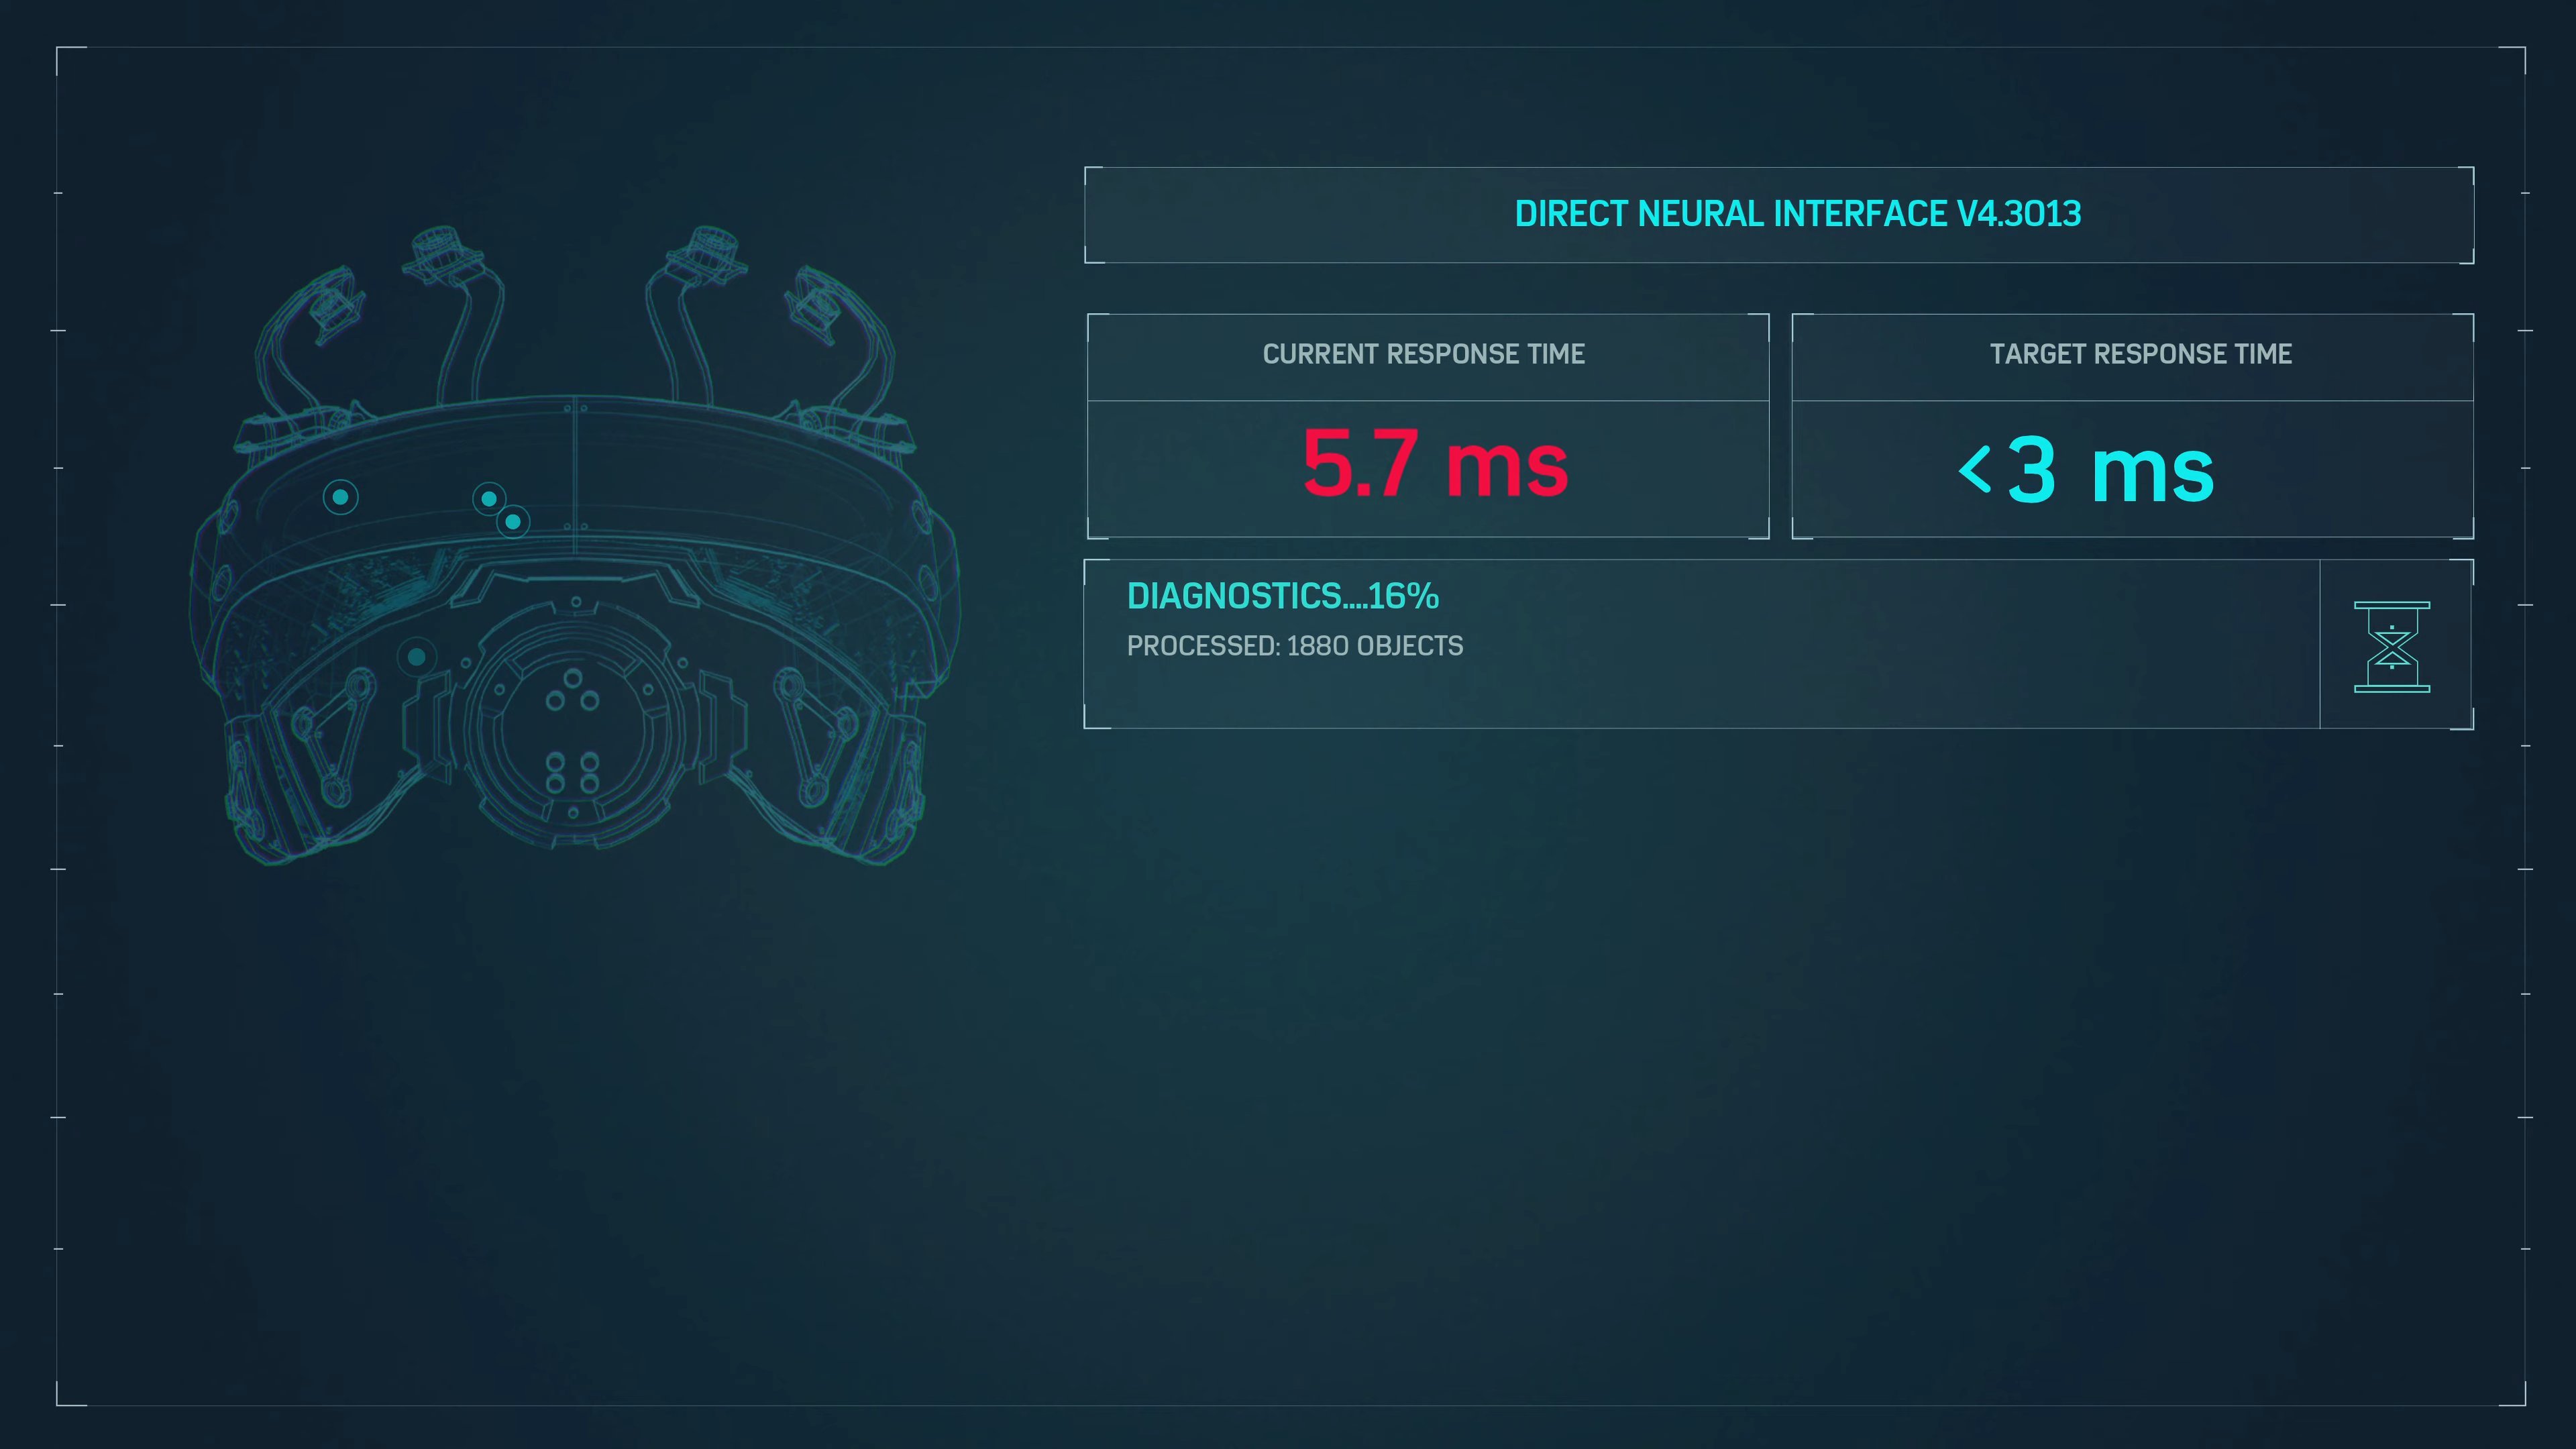 DIRECT NEURAL INTERFACE V4.3013
CURRENT RESPONSE TIME
TARGET RESPONSE TIME
5.7 ms
<3 ms
DIAGNOSTICS....16%
PROCESSED: 1880 OBJECTS